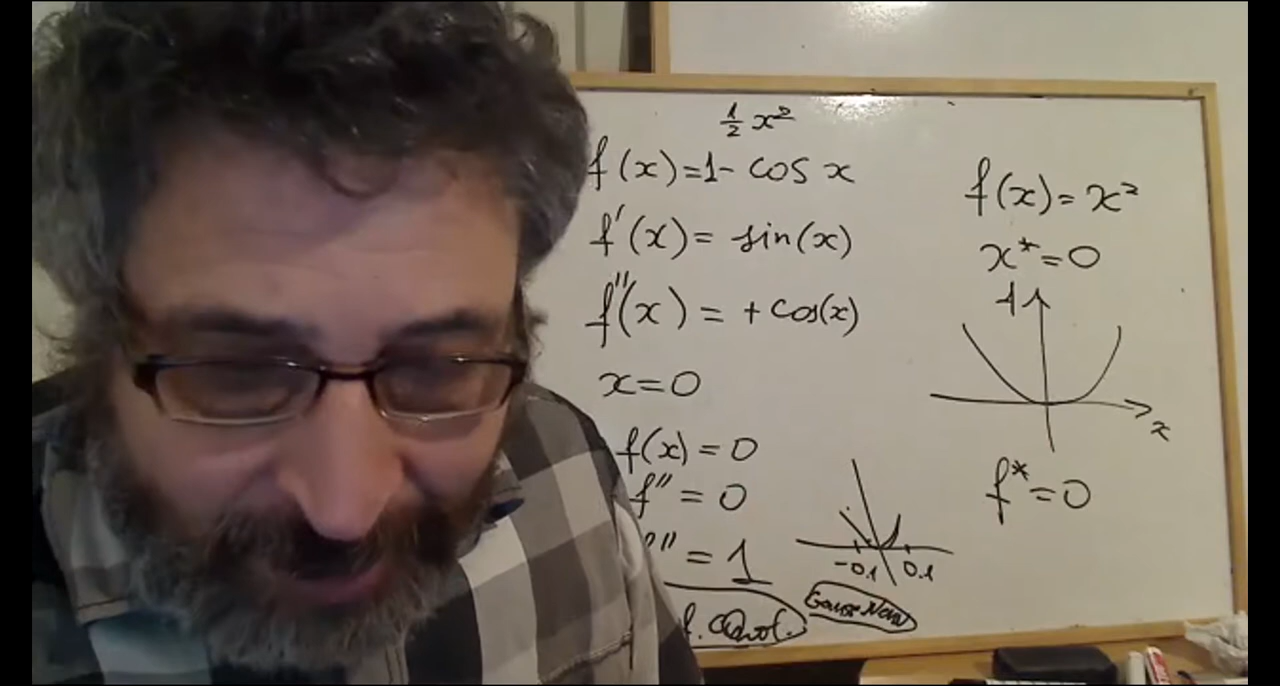 ½ x²
f(x)=1- cos x
f'(x)= sin(x)
f''(x) = + cos(x)
x=0
f(x) = 0
f'' = 0
'' = 1
f(x)= x²
x*=0
f
x
f*=0
-0.1 0.1